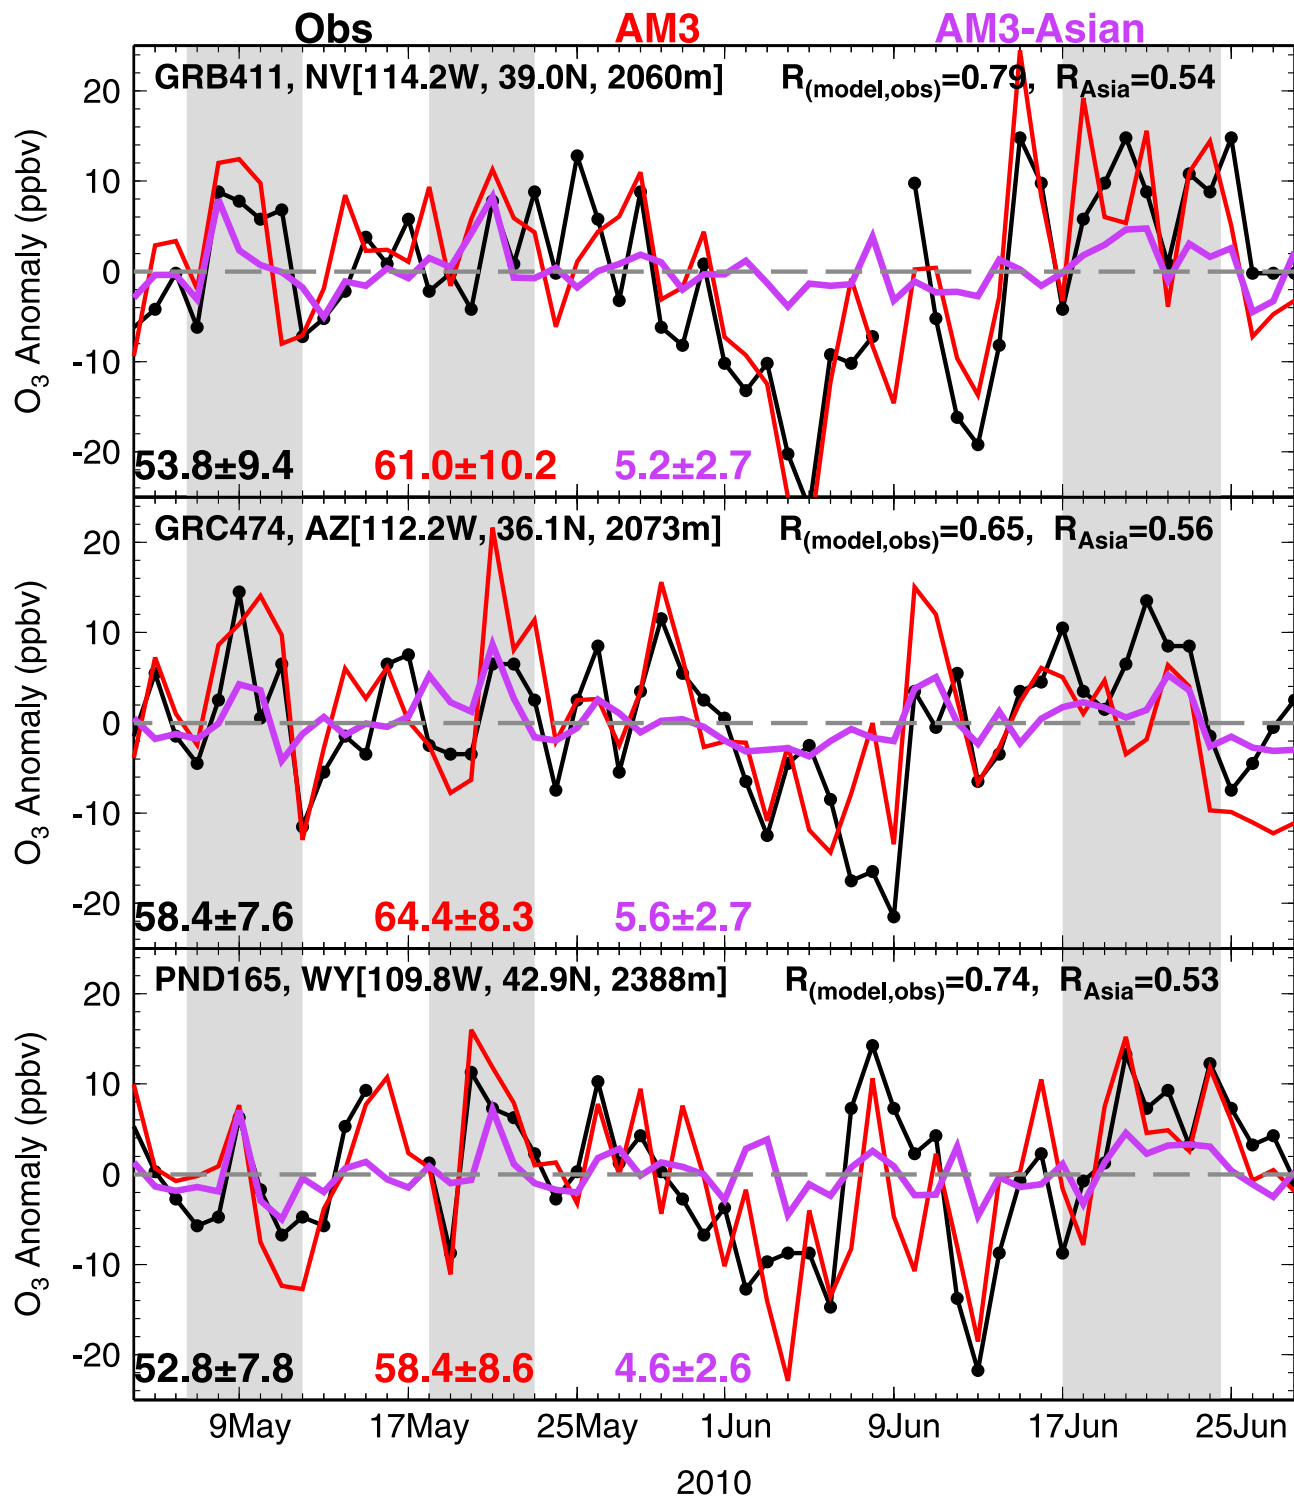 Obs AM3 AM3-Asian
GRB411, NV[114.2W, 39.0N, 2060m] R(model,obs)=0.79, RAsia=0.54
20
10
0
-10
-20
O3 Anomaly (ppbv)
53.8±9.4 61.0±10.2 5.2±2.7
GRC474, AZ[112.2W, 36.1N, 2073m] R(model,obs)=0.65, RAsia=0.56
20
10
0
-10
-20
O3 Anomaly (ppbv)
58.4±7.6 64.4±8.3 5.6±2.7
PND165, WY[109.8W, 42.9N, 2388m] R(model,obs)=0.74, RAsia=0.53
20
10
0
-10
-20
O3 Anomaly (ppbv)
52.8±7.8 58.4±8.6 4.6±2.6
9May 17May 25May 1Jun 9Jun 17Jun 25Jun
2010